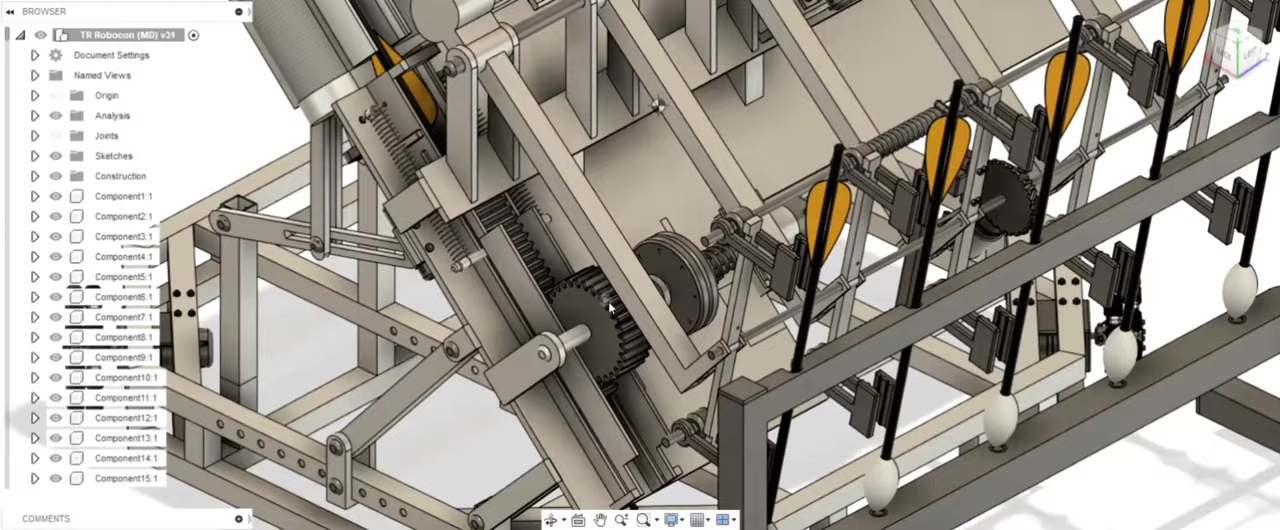 BROWSER
TR Robocon (MD) v31
Document Settings
Named Views
Origin
Analysis
Joints
Sketches
Construction
Component1:1
Component2:1
Component3:1
Component4:1
Component5:1
Component6:1
Component7:1
Component8:1
Component9:1
Component10:1
Component11:1
Component12:1
Component13:1
Component14:1
Component15:1
COMMENTS